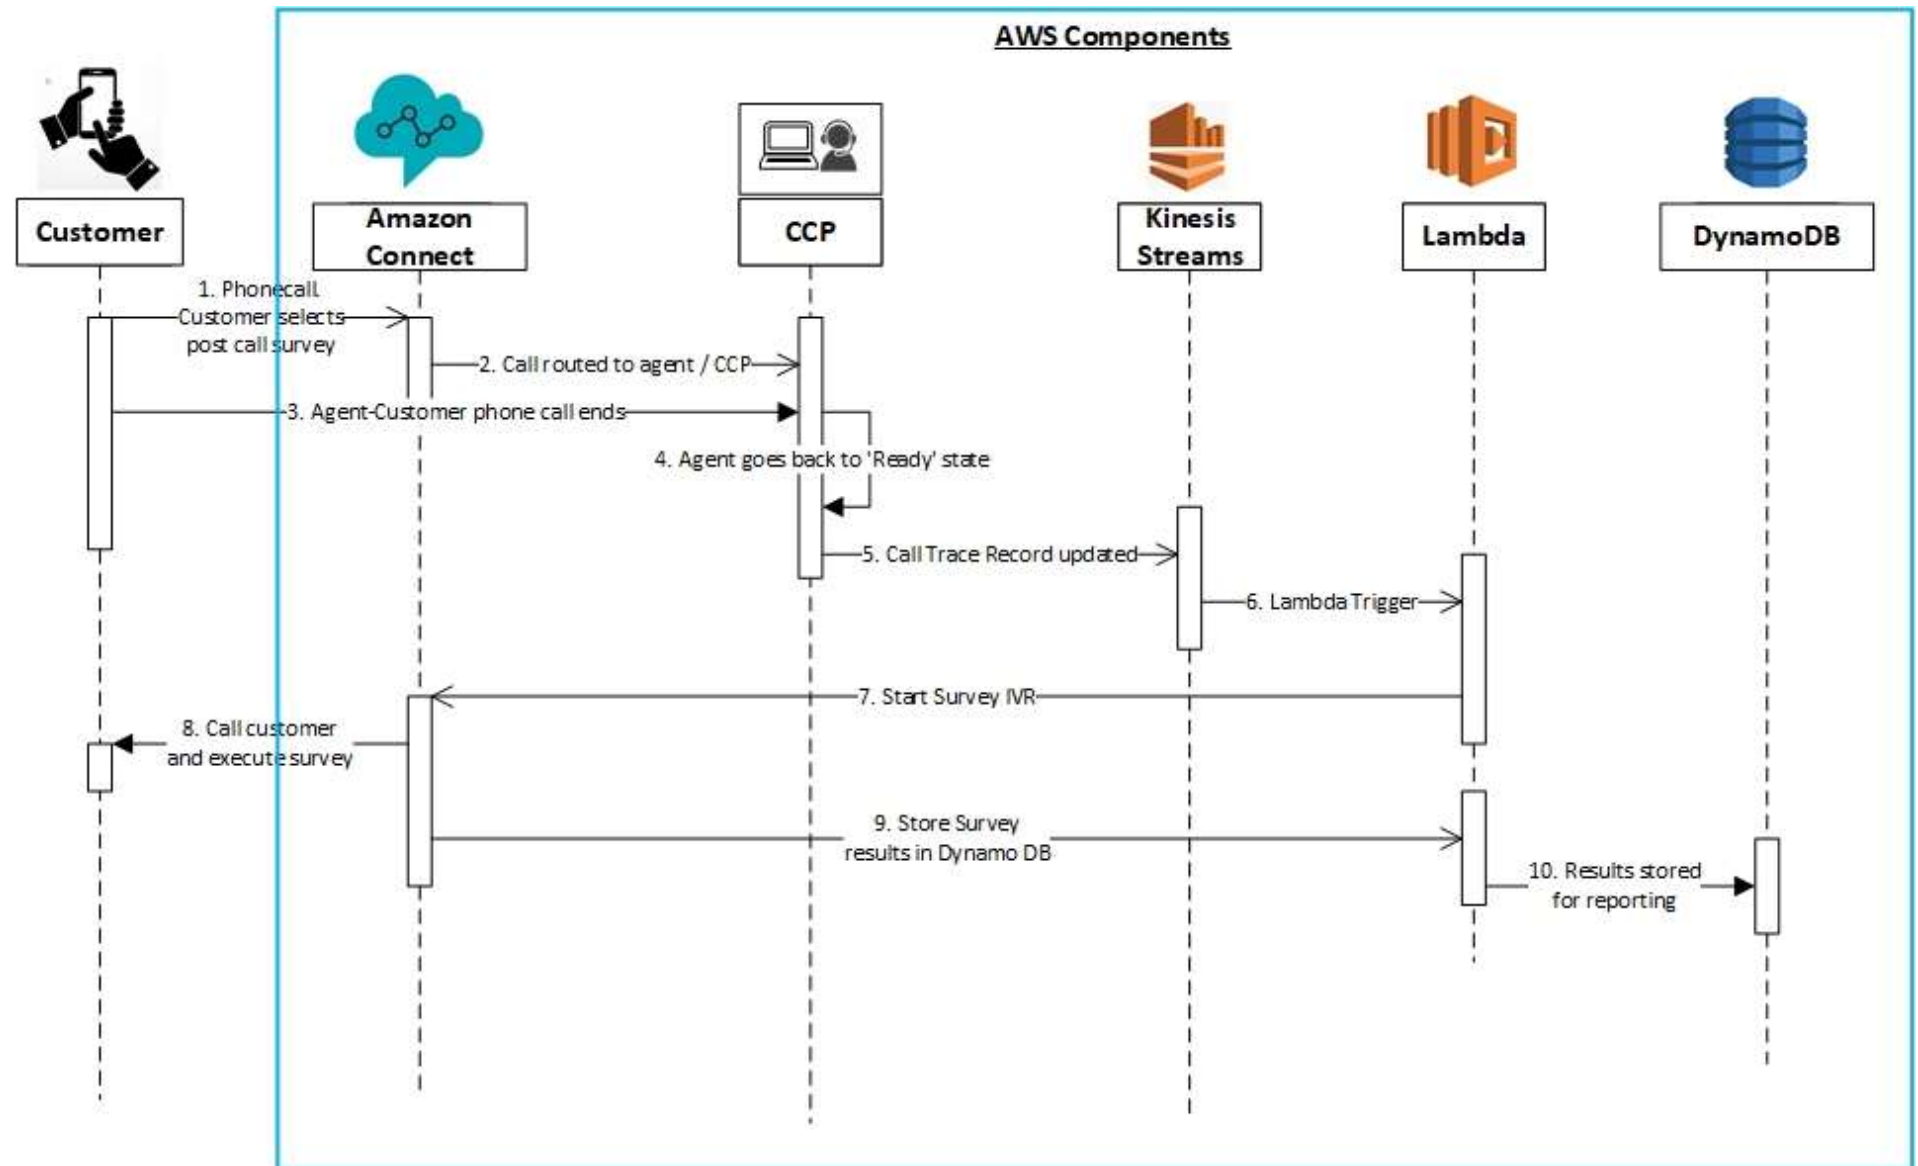 AWS Components
Customer
Amazon
Connect
CCP
Kinesis
Streams
Lambda
DynamoDB
1. Phonecall
Customer selects
post call survey
2. Call routed to agent / CCP
3. Agent-Customer phone call ends
4. Agent goes back to 'Ready' state
5. Call Trace Record updated
6. Lambda Trigger
7. Start Survey IVR
8. Call customer
and execute survey
9. Store Survey
results in Dynamo DB
10. Results stored
for reporting